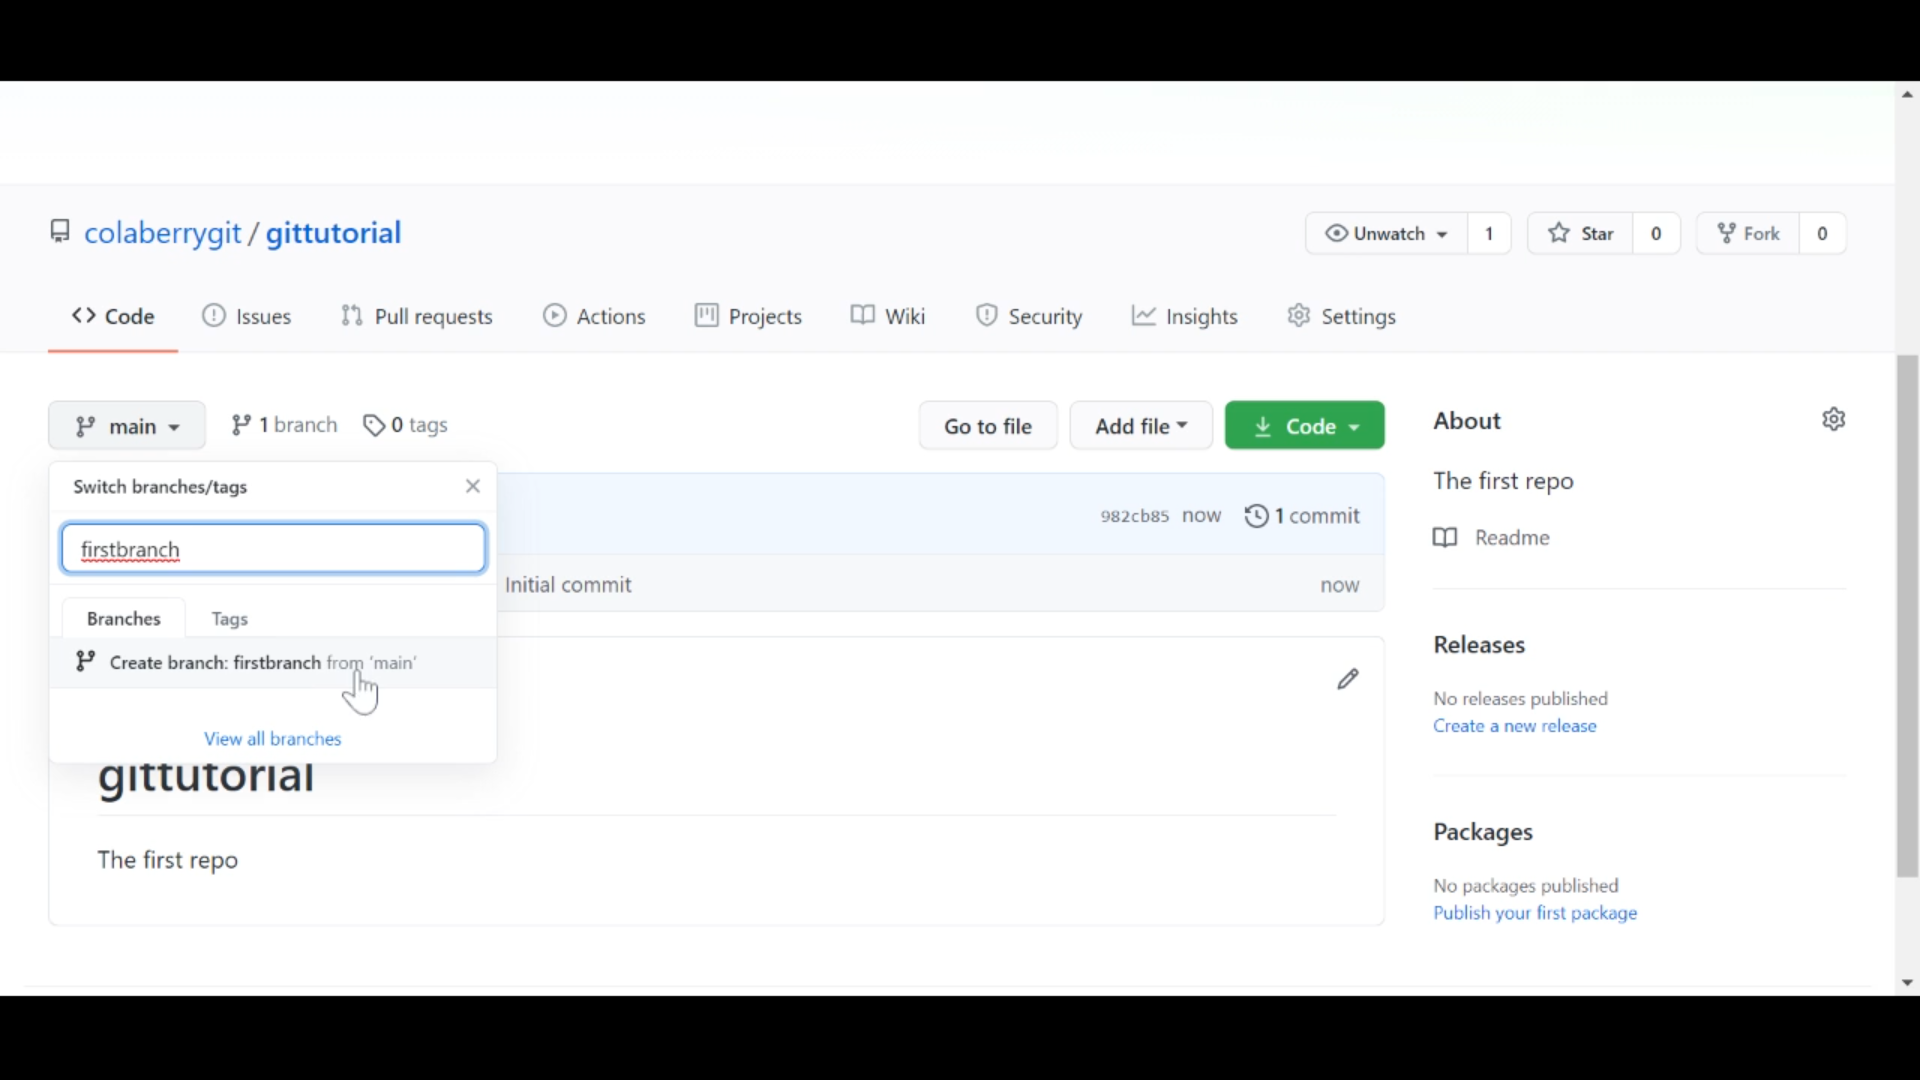 colaberrygit / gittutorial
Unwatch 1 Star 0 Fork 0
Code Issues Pull requests Actions Projects Wiki Security Insights Settings
main 1 branch 0 tags Go to file Add file Code
Switch branches/tags
firstbranch
Branches Tags
Create branch: firstbranch from 'main'
View all branches
982cb85 now 1 commit
Initial commit now
gittutorial
The first repo
About
The first repo
Readme
Releases
No releases published
Create a new release
Packages
No packages published
Publish your first package